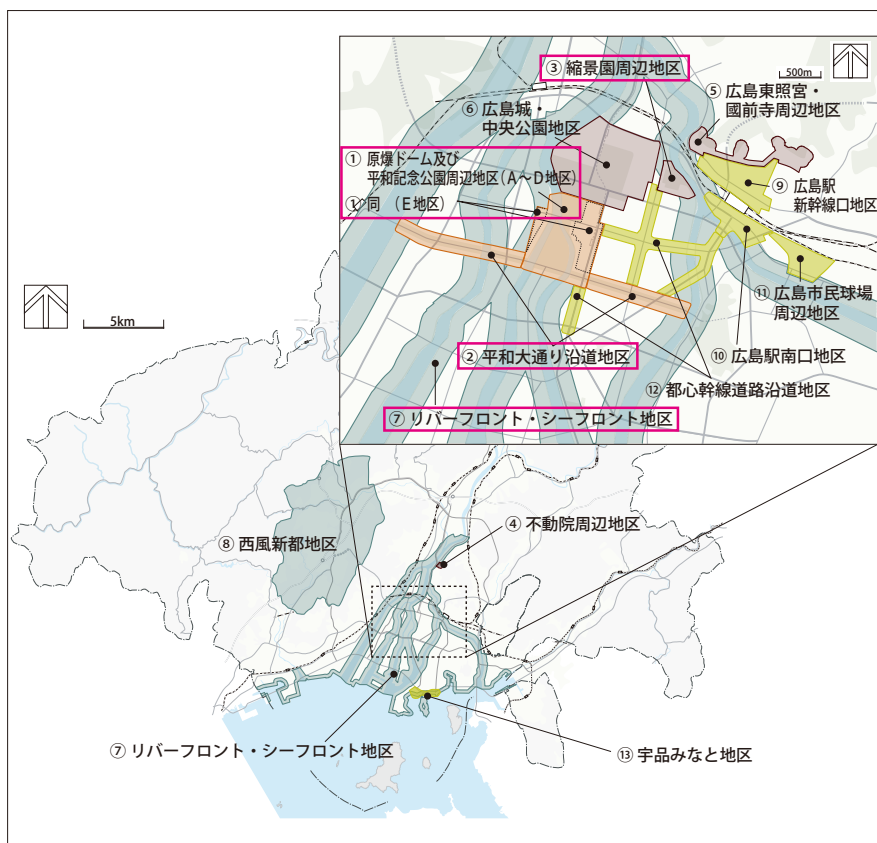 500m
③ 縮景園周辺地区
⑤ 広島東照宮・
國前寺周辺地区
⑥ 広島城・
中央公園地区
① 原爆ドーム及び
平和記念公園周辺地区(A~D地区)
①' 同 (E地区)
⑨ 広島駅
新幹線口地区
⑪ 広島市民球場
周辺地区
② 平和大通り沿道地区
⑩ 広島駅南口地区
⑫ 都心幹線道路沿道地区
⑦ リバーフロント・シーフロント地区
5km
④ 不動院周辺地区
⑧ 西風新都地区
⑦ リバーフロント・シーフロント地区
⑬ 宇品みなと地区